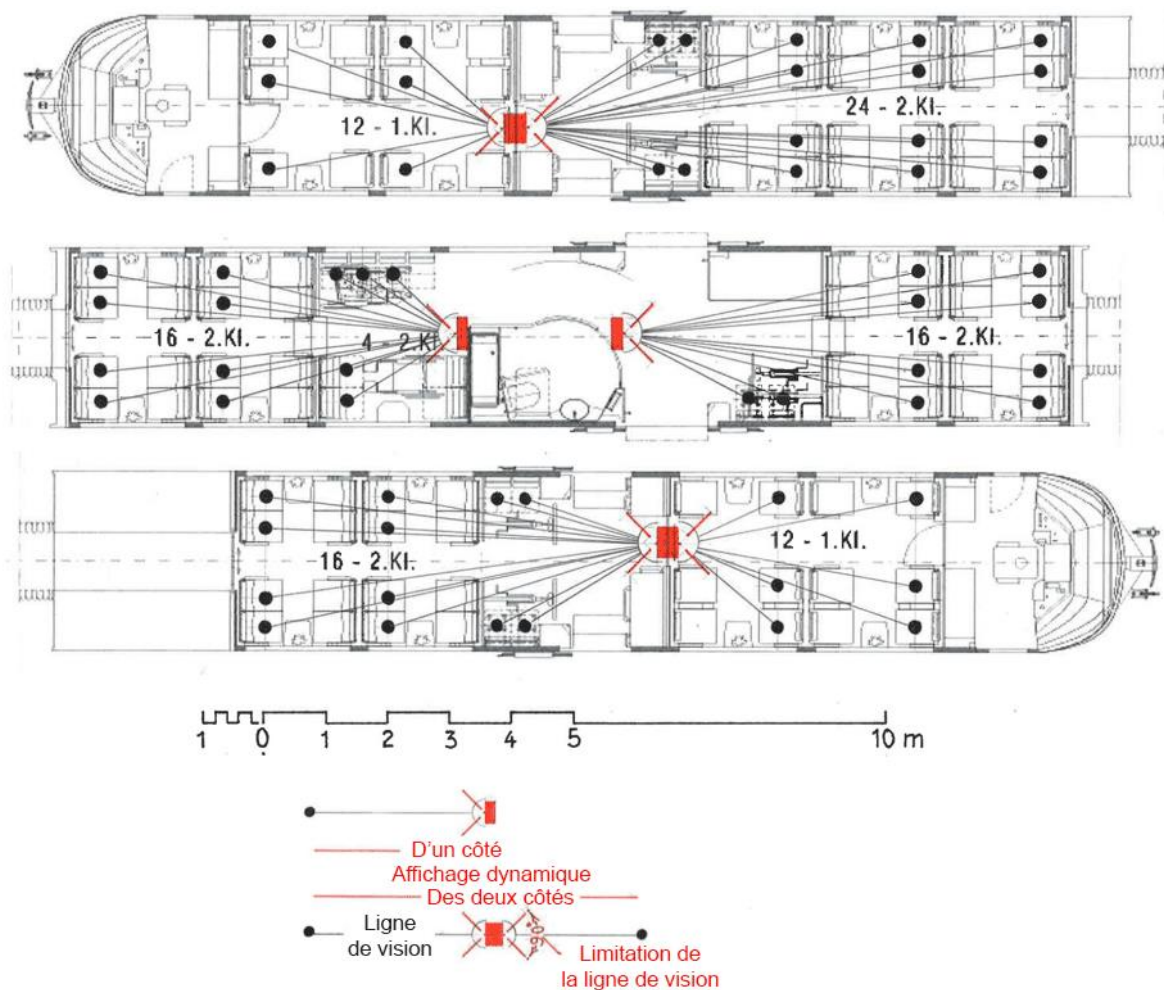 12 - 1.Kl.
24 - 2.Kl.
16 - 2.Kl.
4 - 2.Kl
16 - 2.Kl.
16 - 2.Kl.
12 - 1.Kl.
1 0 1 2 3 4 5 10 m
D'un côté
Affichage dynamique
Des deux côtés
Ligne
de vision
90°
Limitation de
la ligne de vision